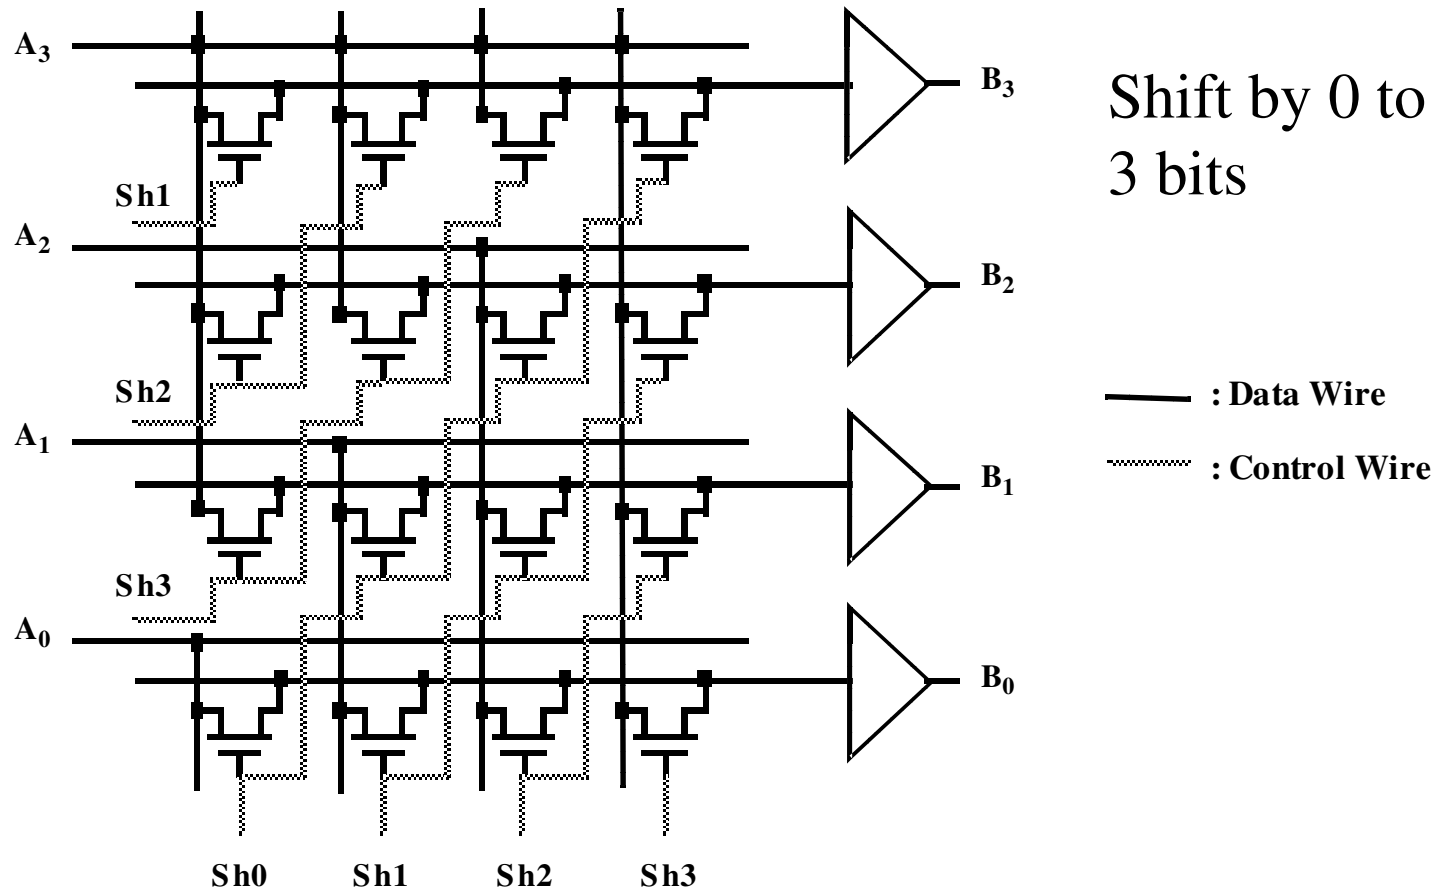 A3
B3
Shift by 0 to
3 bits
Sh1
A2
B2
Sh2
: Data Wire
A1
: Control Wire
B1
Sh3
A0
B0
Sh0 Sh1 Sh2 Sh3